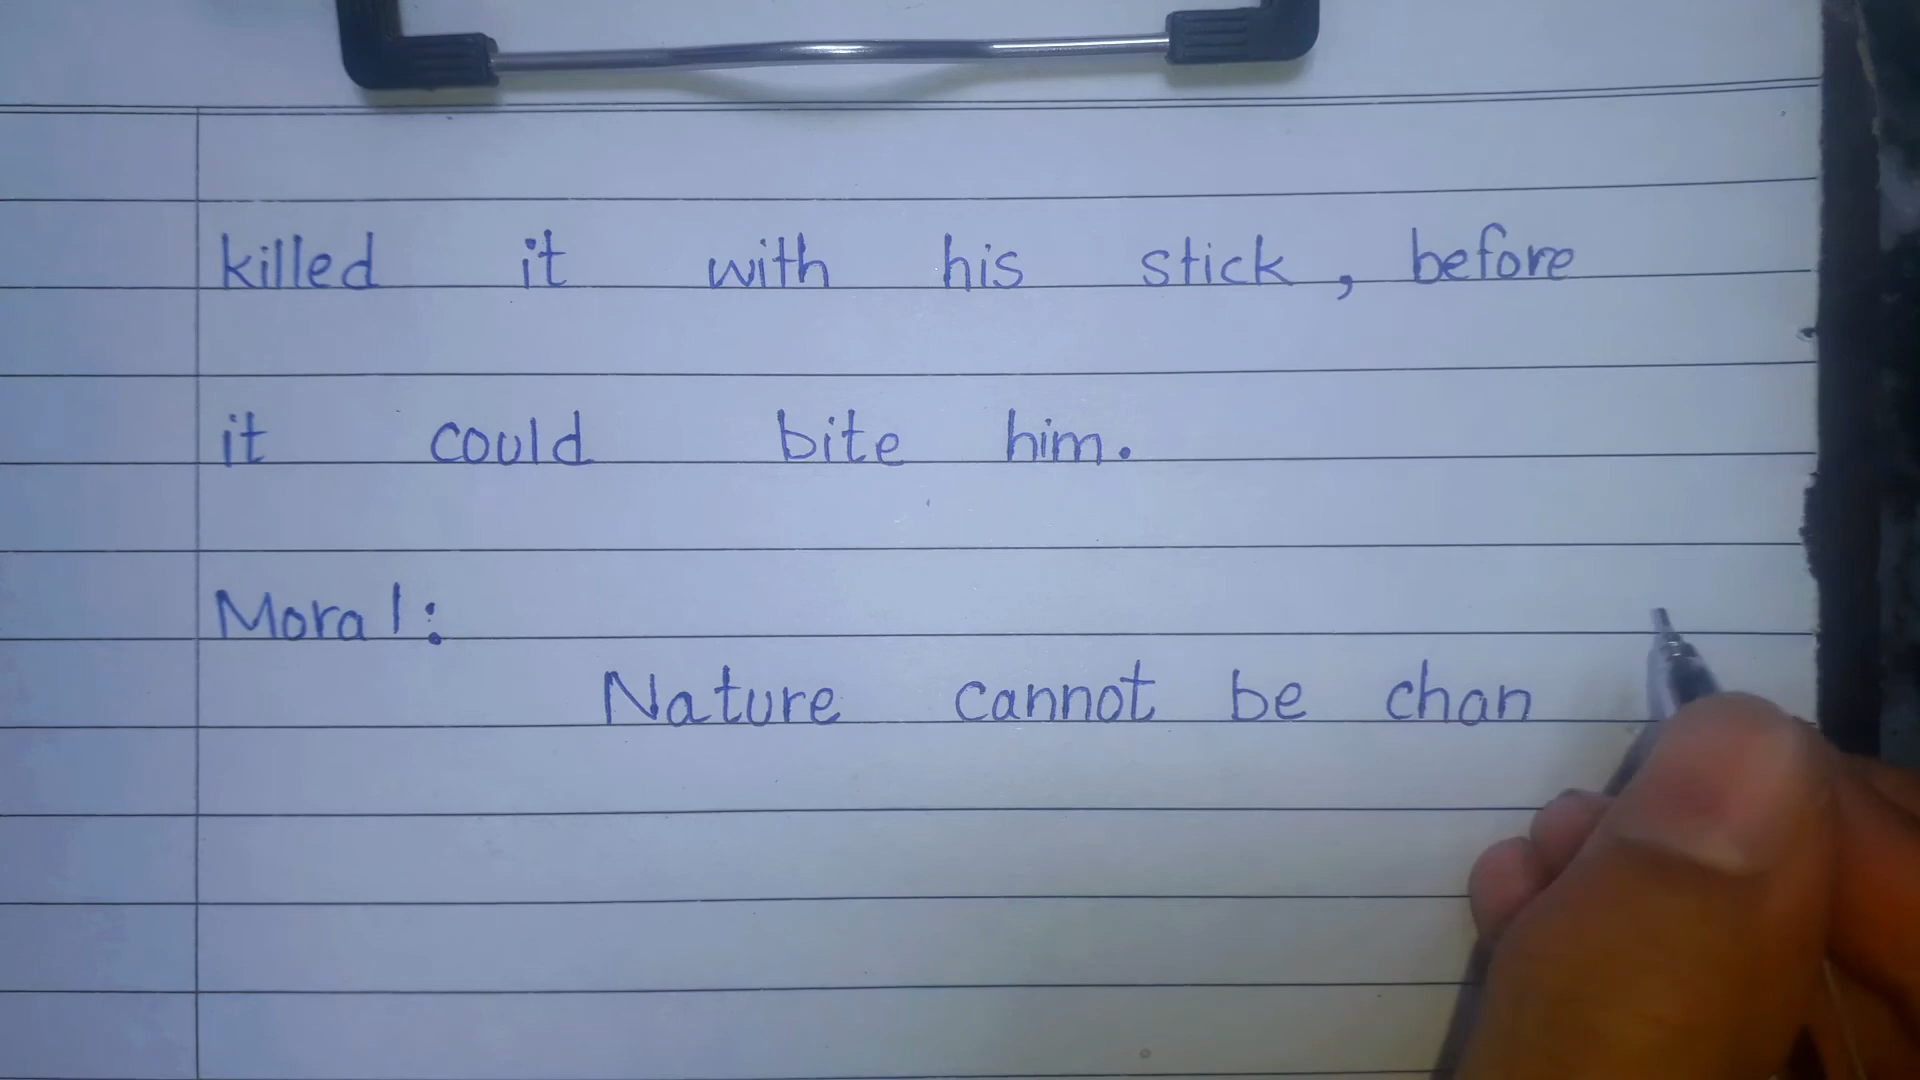 killed it with his stick, before
it could bite him.
Moral:
Nature cannot be chan